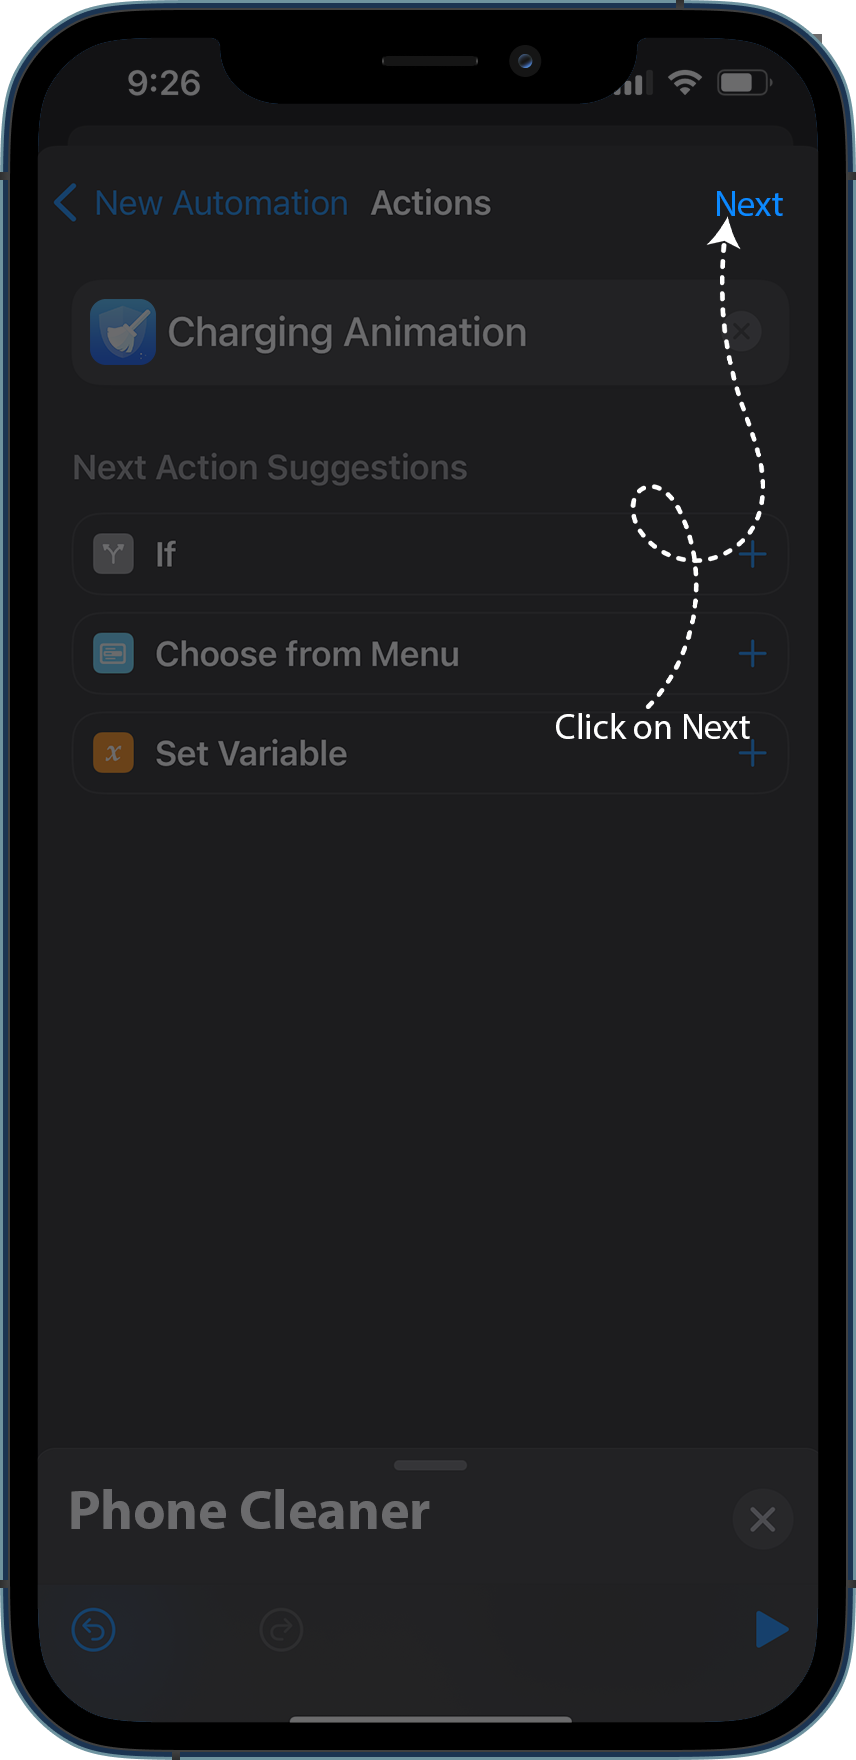 9:26
New Automation Actions Next
Charging Animation
Next Action Suggestions
If
Choose from Menu
Click on Next
Set Variable
Phone Cleaner